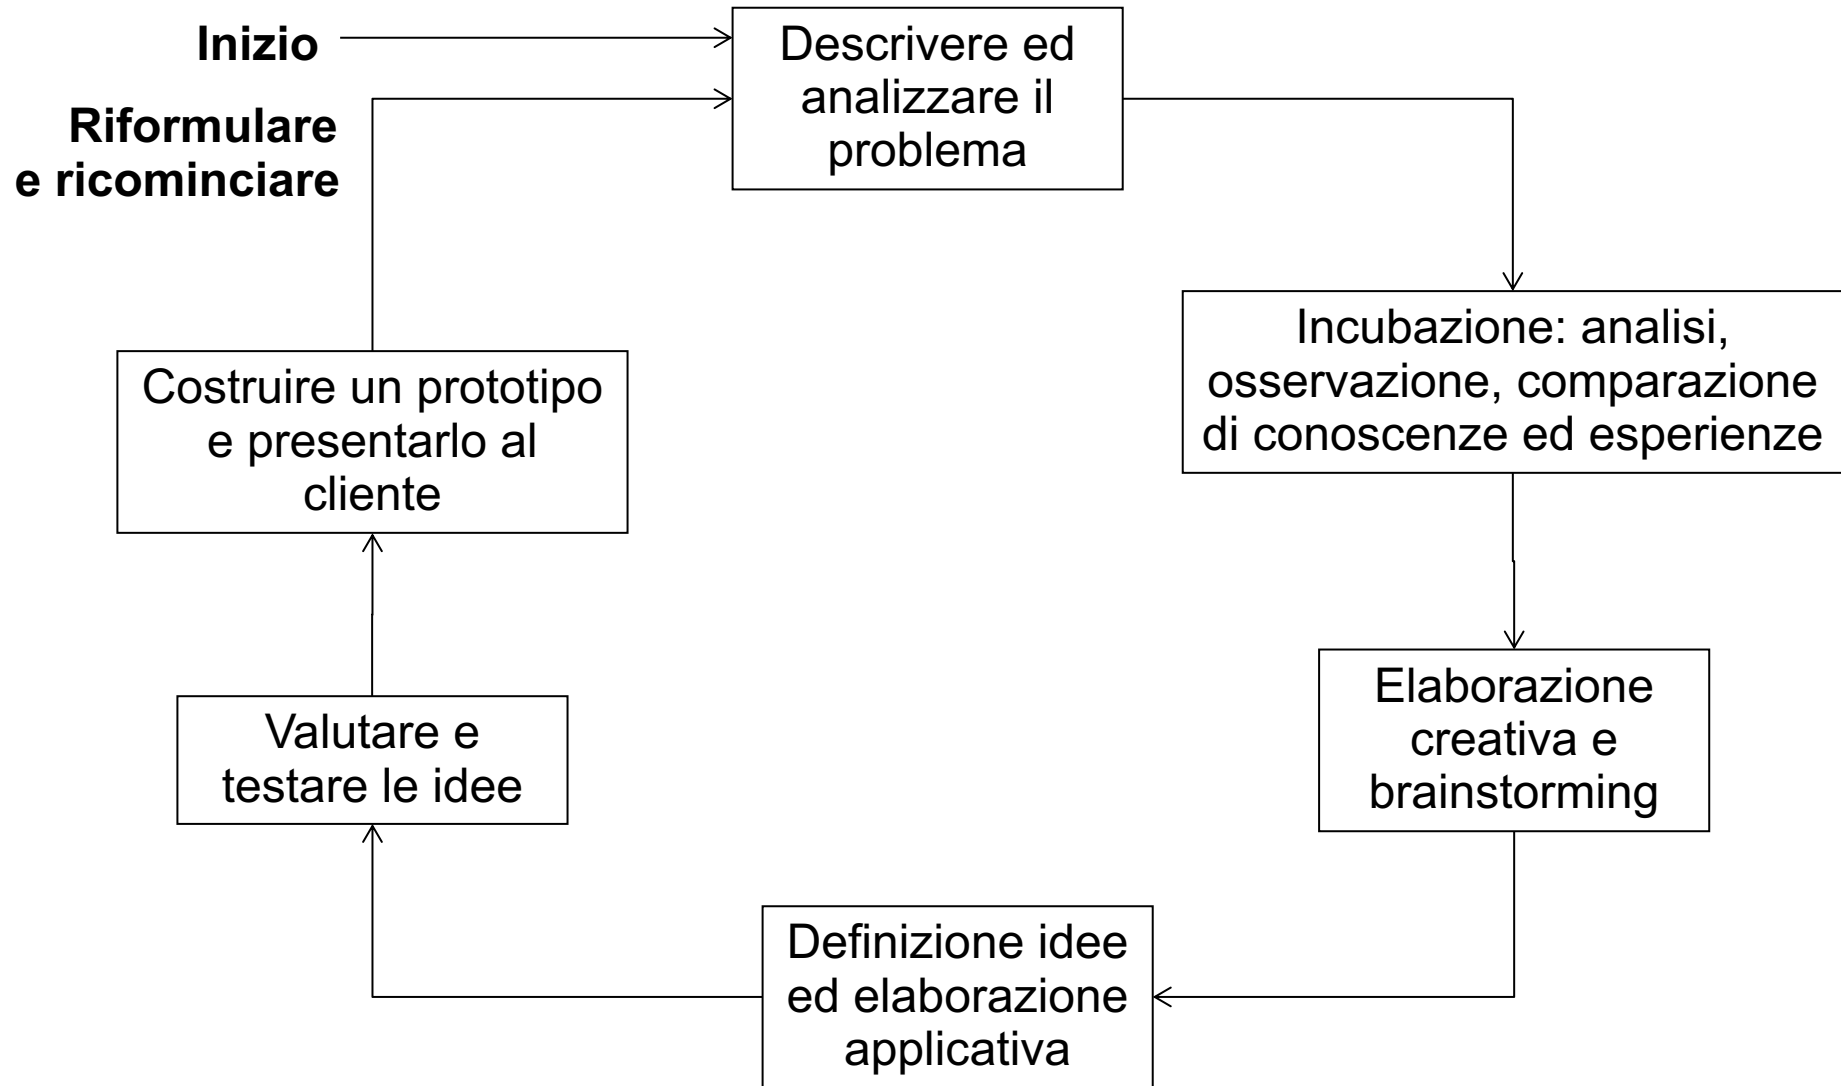 Inizio
Riformulare
e ricominciare
Descrivere ed
analizzare il
problema
Incubazione: analisi,
osservazione, comparazione
di conoscenze ed esperienze
Elaborazione
creativa e
brainstorming
Definizione idee
ed elaborazione
applicativa
Valutare e
testare le idee
Costruire un prototipo
e presentarlo al
cliente